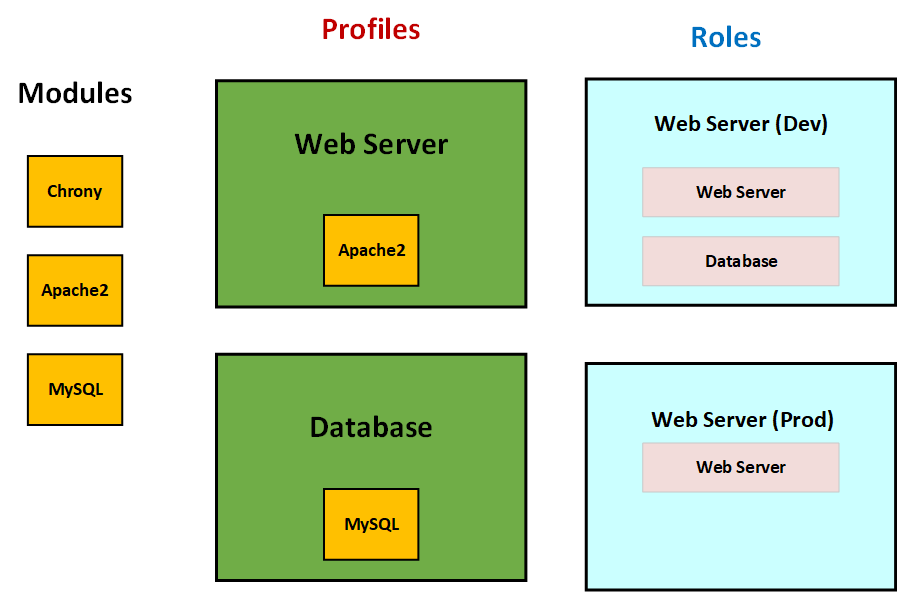 Modules
Chrony
Apache2
MySQL
Profiles
Web Server
Apache2
Database
MySQL
Roles
Web Server (Dev)
Web Server
Database
Web Server (Prod)
Web Server